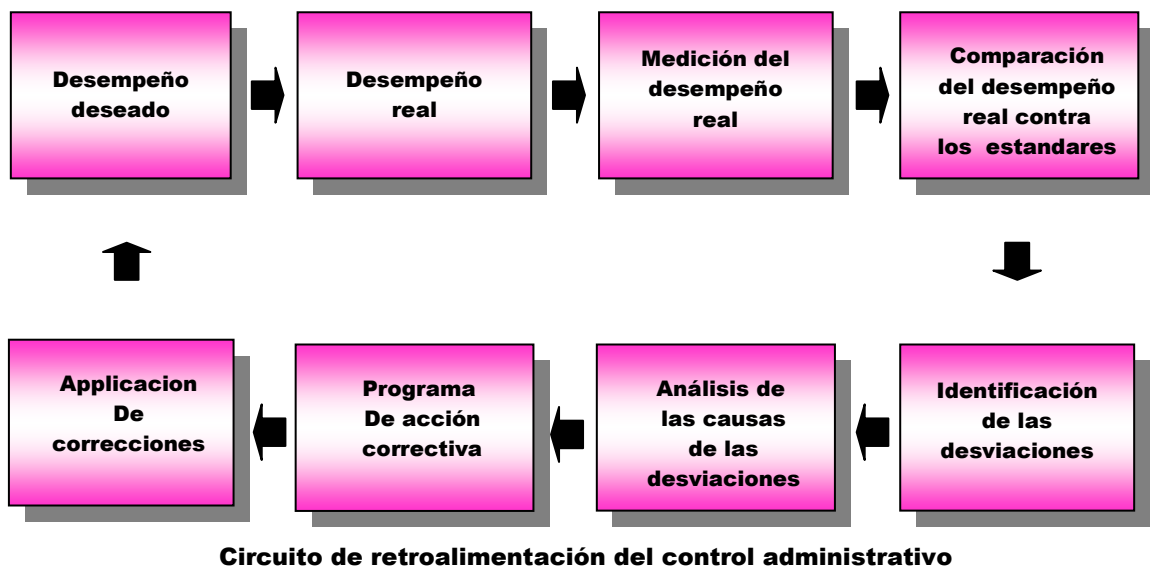 Desempeño
deseado
Desempeño
real
Medición del
desempeño
real
Comparación
del desempeño
real contra
los estandares
Identificación
de las
desviaciones
Análisis de
las causas
de las
desviaciones
Programa
De acción
correctiva
Applicacion
De
correcciones
Circuito de retroalimentación del control administrativo